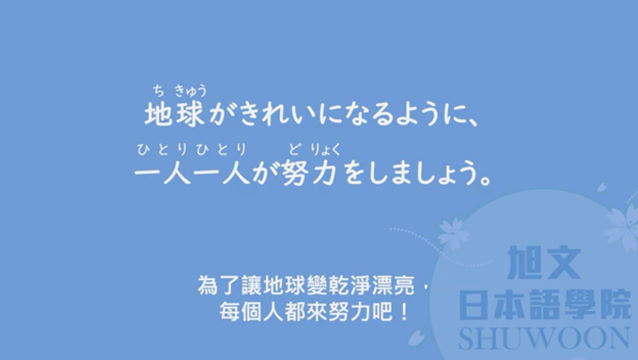 ち きゅう
地球がきれいになるように、
ひとりひとり ど りょく
一人一人が努力をしましょう。
為了讓地球變乾淨漂亮，
每個人都來努力吧！
旭文
日本語學院
SHUWOON